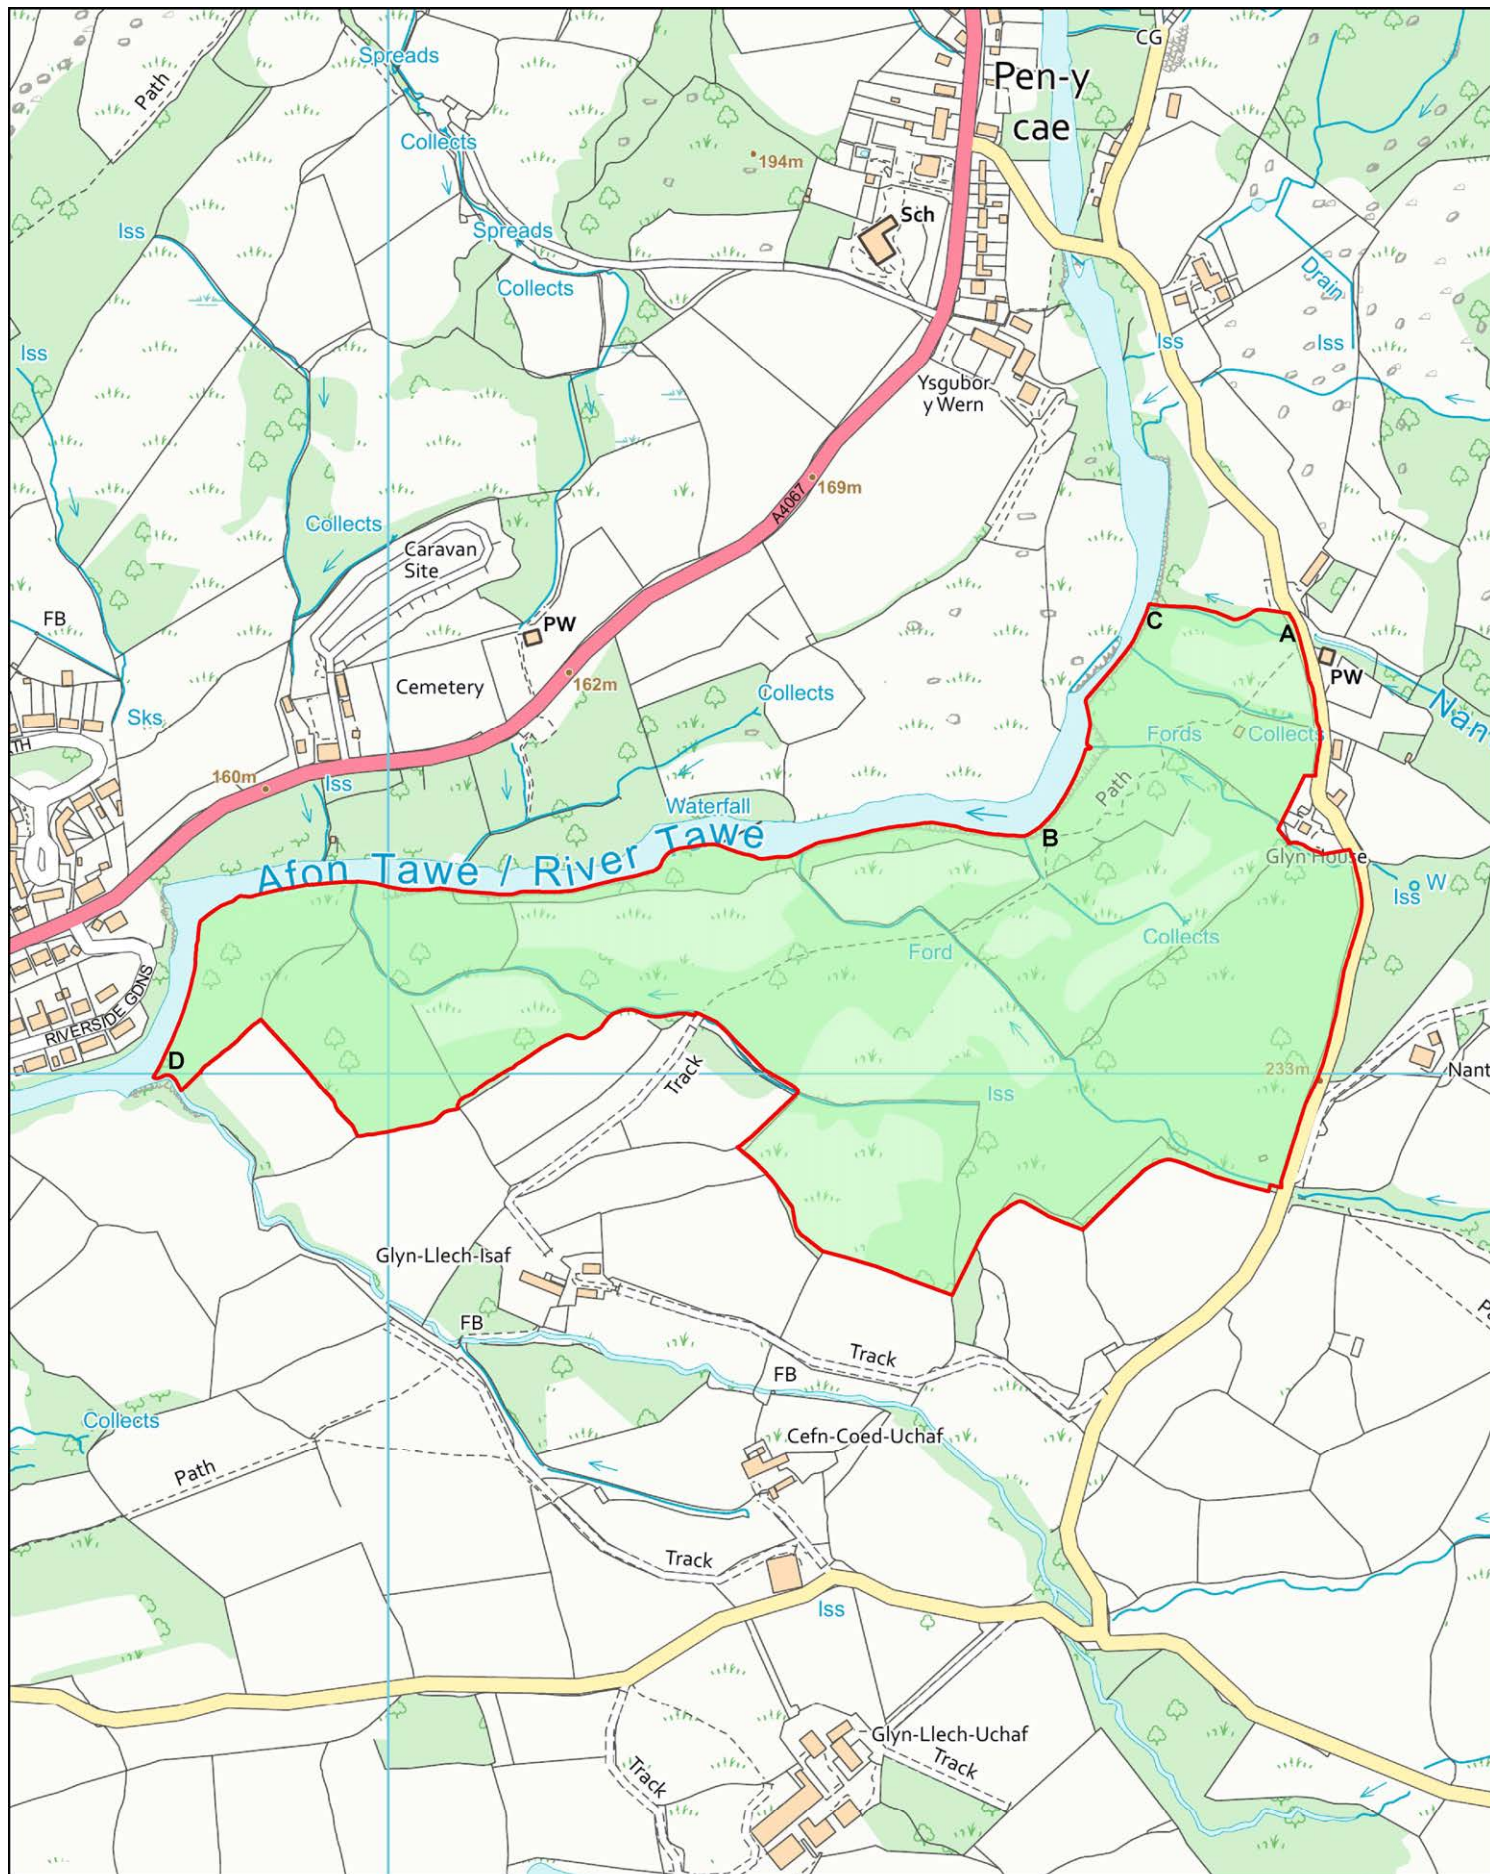 Spreads
CG
Path
Pen-y
cae
Collects
194m
Sch
Iss
Spreads
Collects
Drain
Iss
Iss
Iss
Ysgubor
y Wern
169m
A4067
Collects
Caravan
Site
FB
PW
C
A
PW
162m
Cemetery
Collects
Nan
Sks
Fords
Collects
160m
Iss
Path
Waterfall
B
Afon Tawe / River Tawe
Glyn House
W
Iss
Collects
Ford
RIVERSIDE GDNS
D
Track
233m
Nant
Iss
Glyn-Llech-Isaf
FB
Track
FB
Collects
Cefn-Coed-Uchaf
Path
Track
Iss
Glyn-Llech-Uchaf
Track
Track